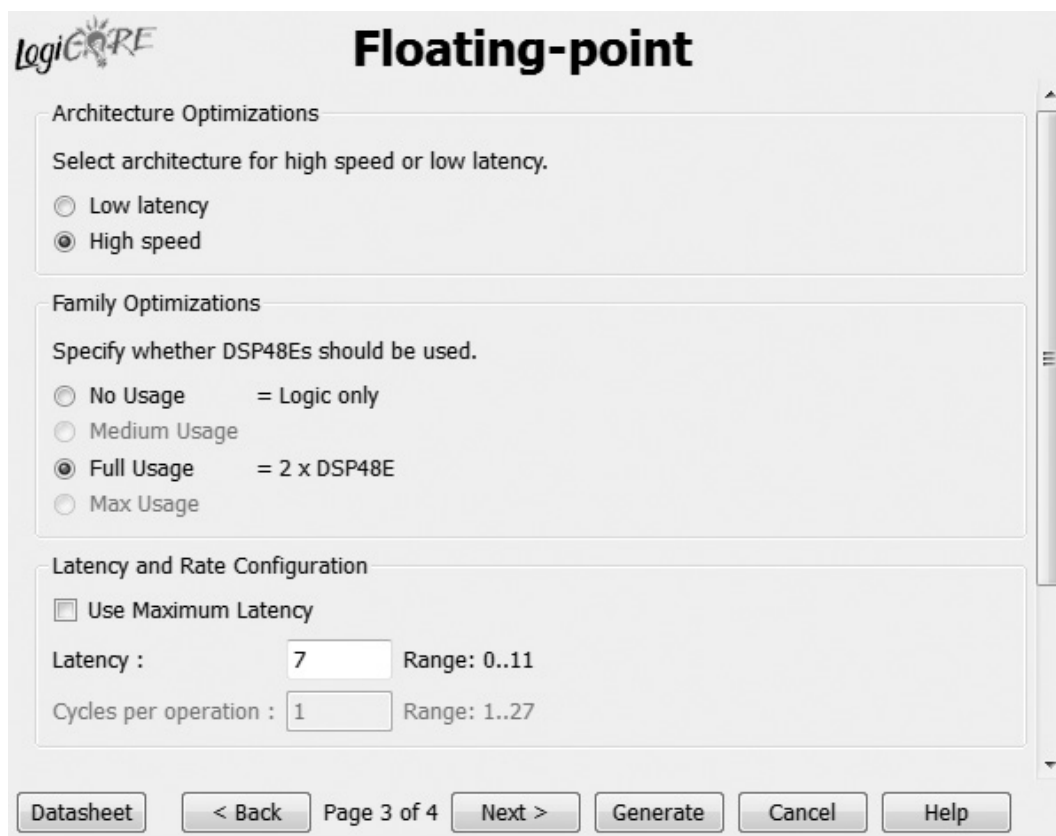 LogiCORE
Floating-point
Architecture Optimizations
Select architecture for high speed or low latency.
Low latency
High speed
Family Optimizations
Specify whether DSP48Es should be used.
No Usage = Logic only
Medium Usage
Full Usage = 2 x DSP48E
Max Usage
Latency and Rate Configuration
Use Maximum Latency
Latency : 7 Range: 0..11
Cycles per operation : 1 Range: 1..27
Datasheet < Back Page 3 of 4 Next > Generate Cancel Help